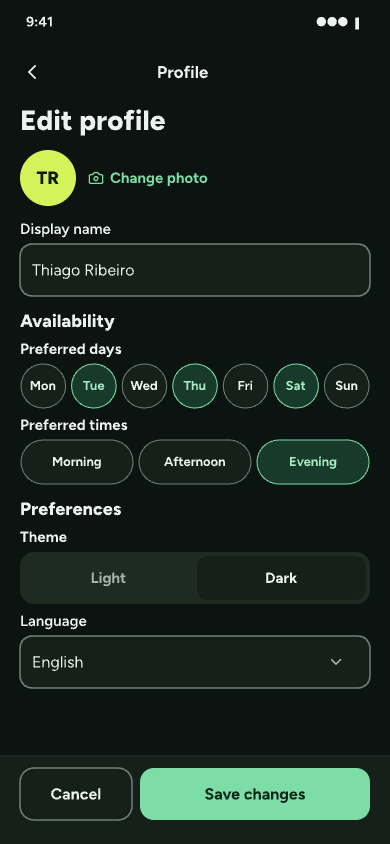 9:41
Profile
Edit profile
TR
Change photo
Display name
Thiago Ribeiro
Availability
Preferred days
Mon Tue Wed Thu Fri Sat Sun
Preferred times
Morning Afternoon Evening
Preferences
Theme
Light Dark
Language
English
Cancel Save changes